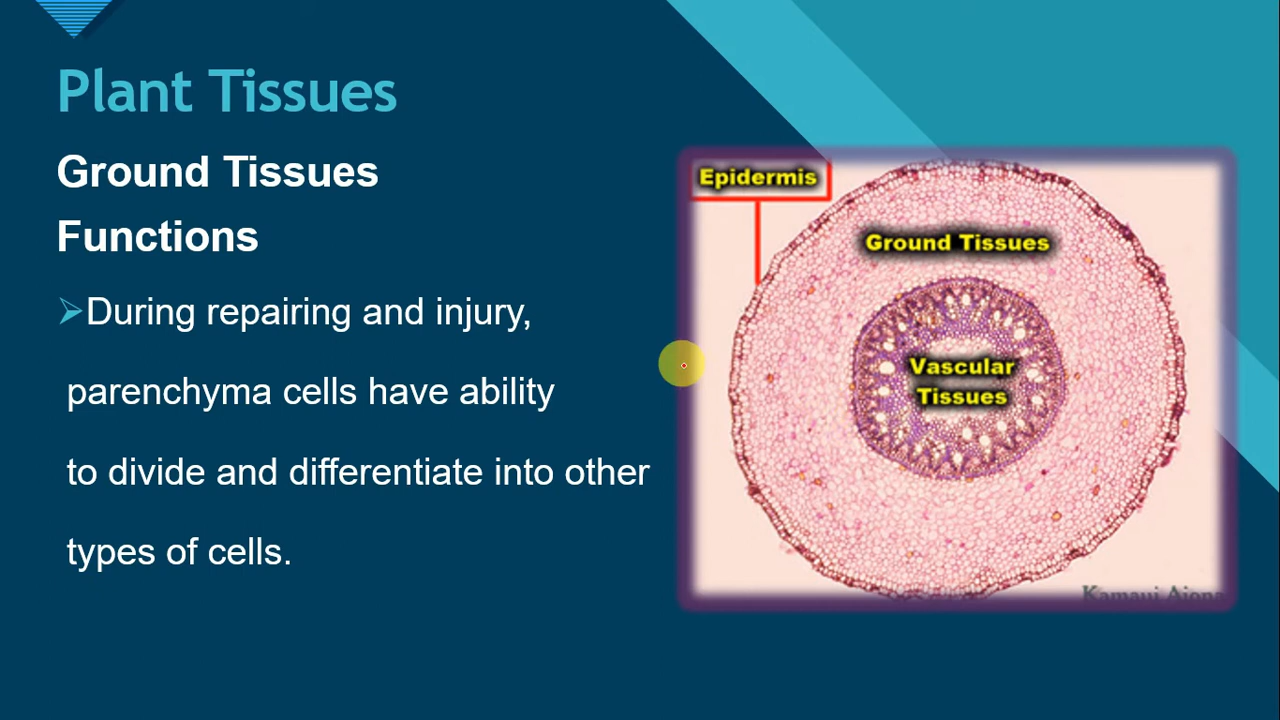 Plant Tissues
Ground Tissues
Functions
During repairing and injury,
parenchyma cells have ability
to divide and differentiate into other
types of cells.
Epidermis
Ground Tissues
Vascular
Tissues